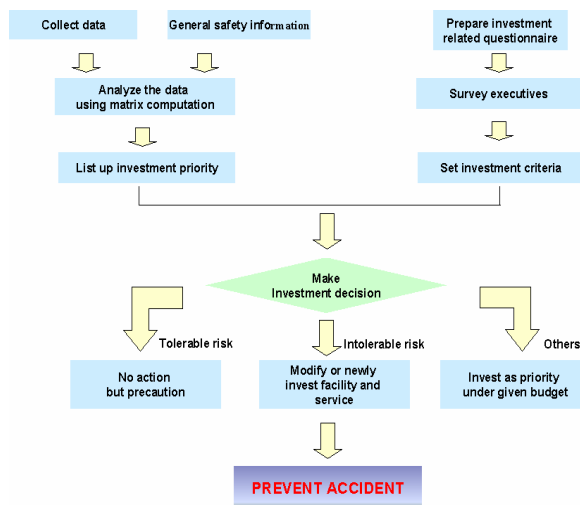 Collect data
General safety information
Prepare investment
related questionnaire
Analyze the data
using matrix computation
Survey executives
List up investment priority
Set investment criteria
Make
Investment decision
Tolerable risk
Intolerable risk
Others
No action
but precaution
Modify or newly
invest facility and
service
Invest as priority
under given budget
PREVENT ACCIDENT